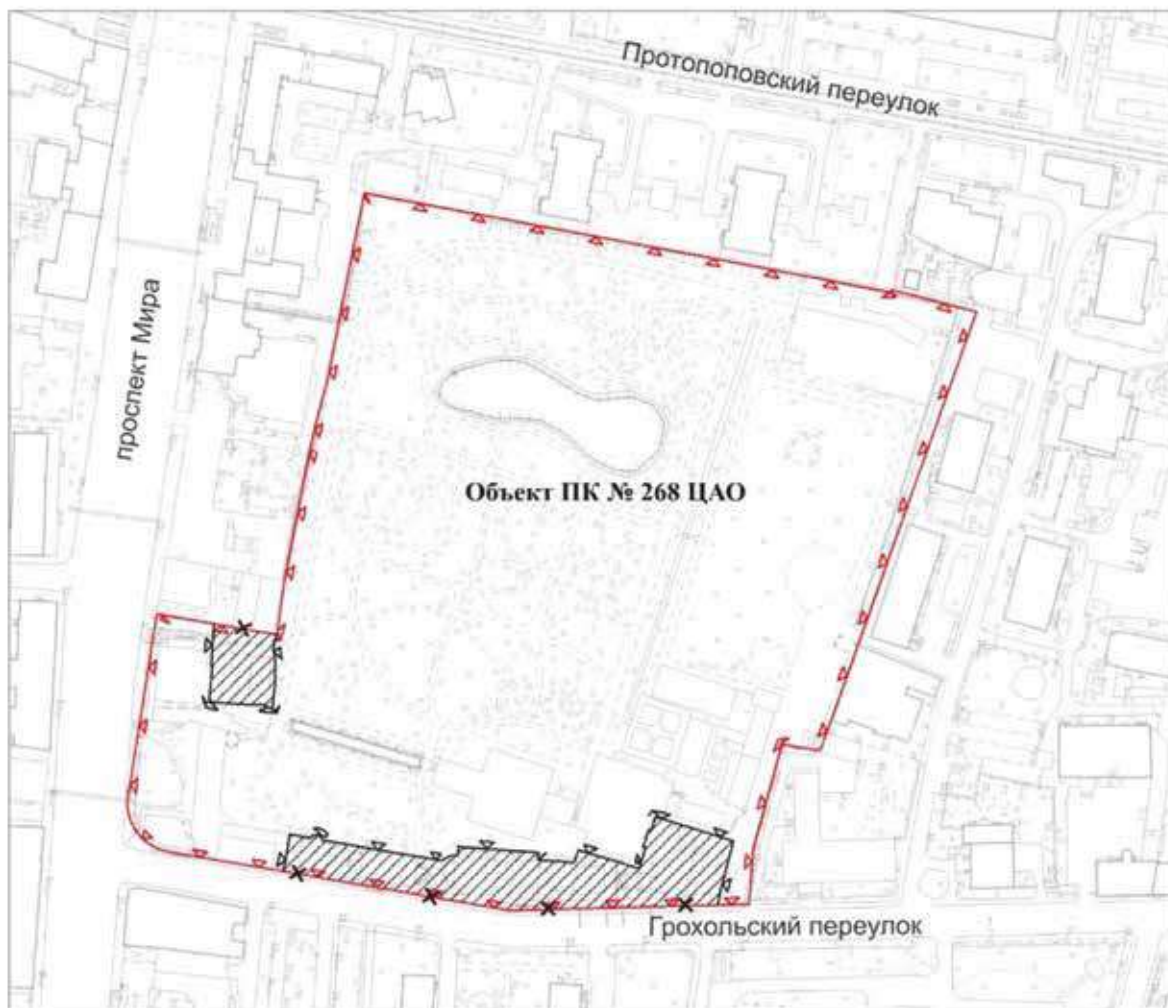 Протопоповский переулок
проспект Мира
Объект ПК № 268 ЦАО
Грохольский переулок